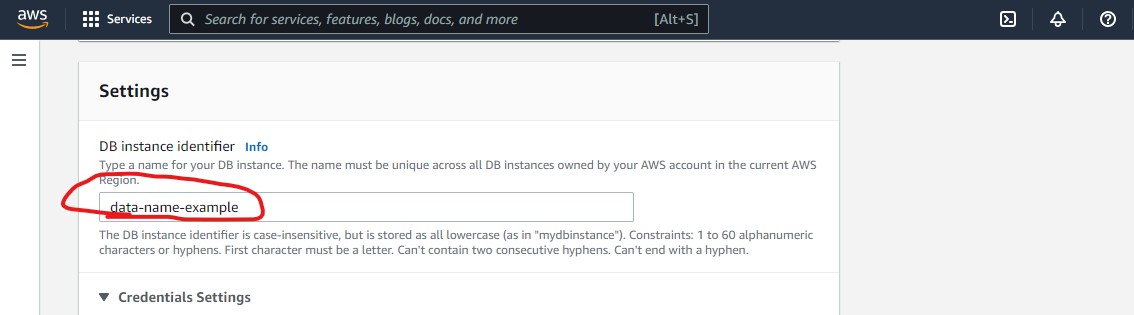 aws Services Search for services, features, blogs, docs, and more [Alt+S]
Settings
DB instance identifier Info
Type a name for your DB instance. The name must be unique across all DB instances owned by your AWS account in the current AWS
Region.
data-name-example
The DB instance identifier is case-insensitive, but is stored as all lowercase (as in "mydbinstance"). Constraints: 1 to 60 alphanumeric
characters or hyphens. First character must be a letter. Can't contain two consecutive hyphens. Can't end with a hyphen.
Credentials Settings